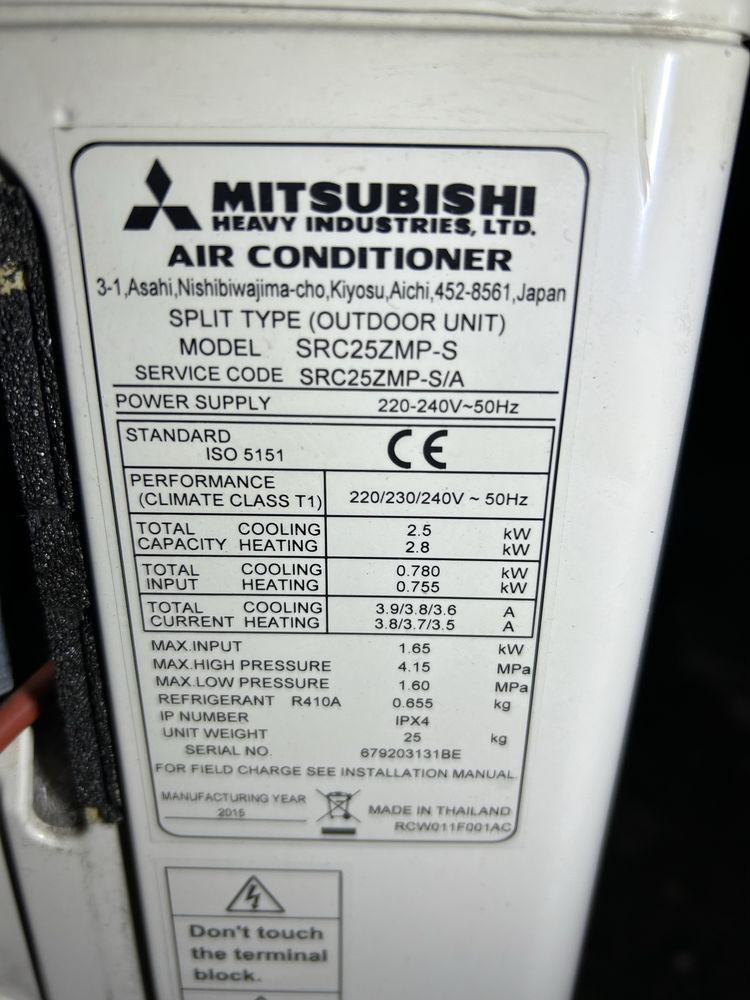 MITSUBISHI
HEAVY INDUSTRIES, LTD.
AIR CONDITIONER
3-1,Asahi,Nishibiwajima-cho,Kiyosu,Aichi,452-8561,Japan
SPLIT TYPE (OUTDOOR UNIT)
MODEL SRC25ZMP-S
SERVICE CODE SRC25ZMP-S/A
POWER SUPPLY 220-240V~50Hz
STANDARD
ISO 5151 CE
PERFORMANCE
(CLIMATE CLASS T1) 220/230/240V ~ 50Hz
TOTAL COOLING 2.5 kW
CAPACITY HEATING 2.8 kW
TOTAL COOLING 0.780 kW
INPUT HEATING 0.755 kW
TOTAL COOLING 3.9/3.8/3.6 A
CURRENT HEATING 3.8/3.7/3.5 A
MAX.INPUT 1.65 kW
MAX.HIGH PRESSURE 4.15 MPa
MAX.LOW PRESSURE 1.60 MPa
REFRIGERANT R410A 0.655 kg
IP NUMBER IPX4
UNIT WEIGHT 25 kg
SERIAL NO. 679203131BE
FOR FIELD CHARGE SEE INSTALLATION MANUAL.
MANUFACTURING YEAR
2015
MADE IN THAILAND
RCW011F001AC
Don't touch
the terminal
block.